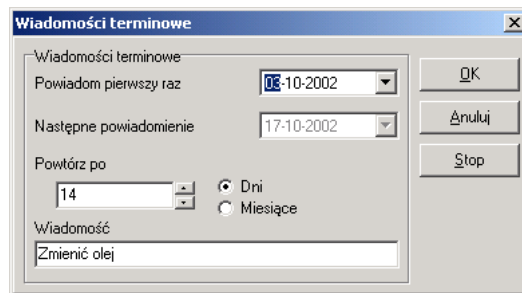 Wiadomości terminowe
Wiadomości terminowe
Powiadom pierwszy raz
03-10-2002
OK
Następne powiadomienie
17-10-2002
Anuluj
Powtórz po
Stop
14
Dni
Miesiące
Wiadomość
Zmienić olej